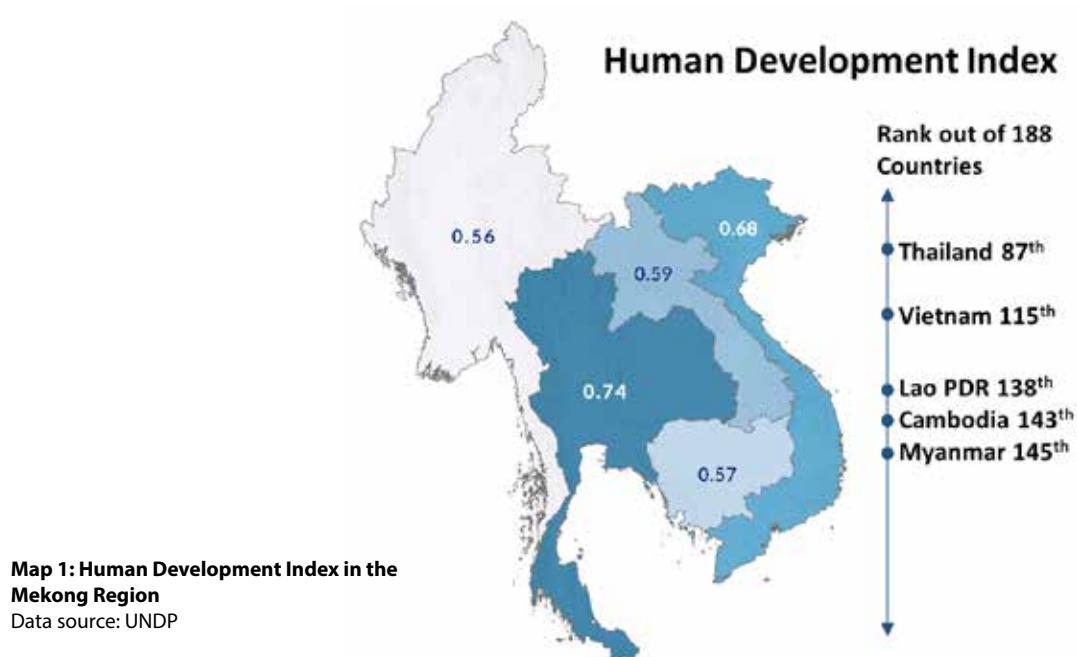 Human Development Index
Rank out of 188
Countries
Thailand 87th
Vietnam 115th
Lao PDR 138th
Cambodia 143th
Myanmar 145th
0.56
0.68
0.59
0.74
0.57
Map 1: Human Development Index in the
Mekong Region
Data source: UNDP